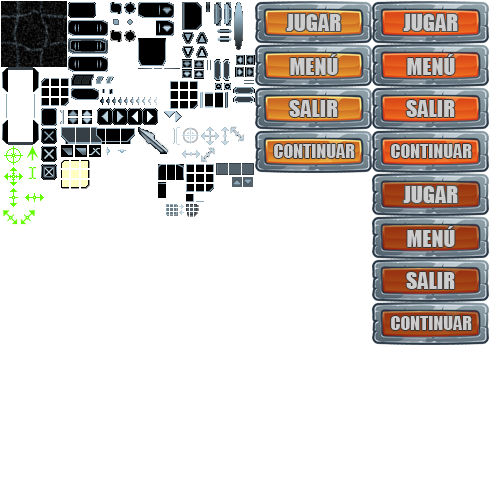 JUGAR JUGAR
MENÚ MENÚ
SALIR SALIR
CONTINUAR CONTINUAR
JUGAR
MENÚ
SALIR
CONTINUAR